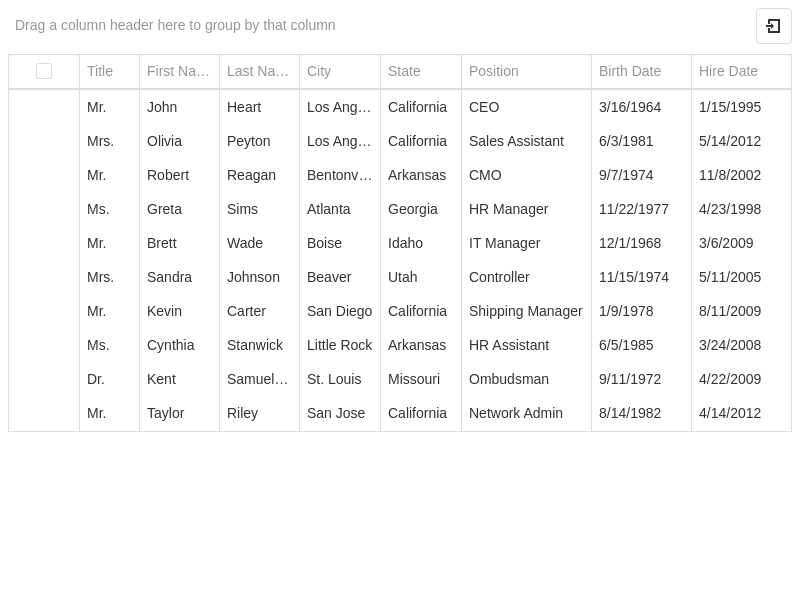 Drag a column header here to group by that column
Title First Na... Last Na... City State Position Birth Date Hire Date
Mr. John Heart Los Ang... California CEO 3/16/1964 1/15/1995
Mrs. Olivia Peyton Los Ang... California Sales Assistant 6/3/1981 5/14/2012
Mr. Robert Reagan Bentonv... Arkansas CMO 9/7/1974 11/8/2002
Ms. Greta Sims Atlanta Georgia HR Manager 11/22/1977 4/23/1998
Mr. Brett Wade Boise Idaho IT Manager 12/1/1968 3/6/2009
Mrs. Sandra Johnson Beaver Utah Controller 11/15/1974 5/11/2005
Mr. Kevin Carter San Diego California Shipping Manager 1/9/1978 8/11/2009
Ms. Cynthia Stanwick Little Rock Arkansas HR Assistant 6/5/1985 3/24/2008
Dr. Kent Samuel... St. Louis Missouri Ombudsman 9/11/1972 4/22/2009
Mr. Taylor Riley San Jose California Network Admin 8/14/1982 4/14/2012